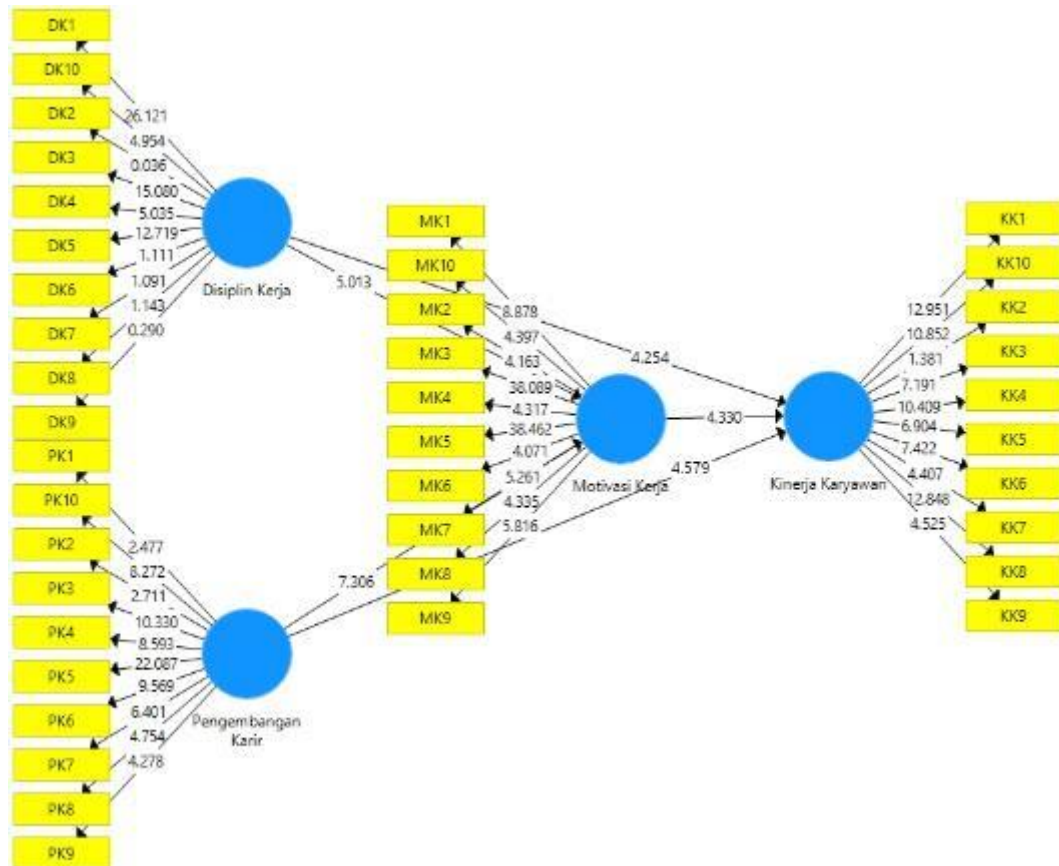 DK1
DK10
DK2
DK3
DK4
DK5
DK6
DK7
DK8
DK9
26.121
4.954
0.036
15.080
5.035
12.719
1.111
1.091
1.143
0.290
Disiplin Kerja
PK1
PK10
PK2
PK3
PK4
PK5
PK6
PK7
PK8
PK9
2.477
8.272
2.711
10.330
8.593
22.087
9.569
6.401
4.754
4.278
Pengembangan
Karir
5.013
7.306
4.254
4.330
4.579
MK1
MK10
MK2
MK3
MK4
MK5
MK6
MK7
MK8
MK9
8.878
4.397
4.163
38.089
4.317
38.462
4.071
5.261
4.335
5.816
Motivasi Kerja
Kinerja Karyawan
12.951
10.852
1.381
7.191
10.409
6.904
7.422
4.407
12.848
4.525
KK1
KK10
KK2
KK3
KK4
KK5
KK6
KK7
KK8
KK9